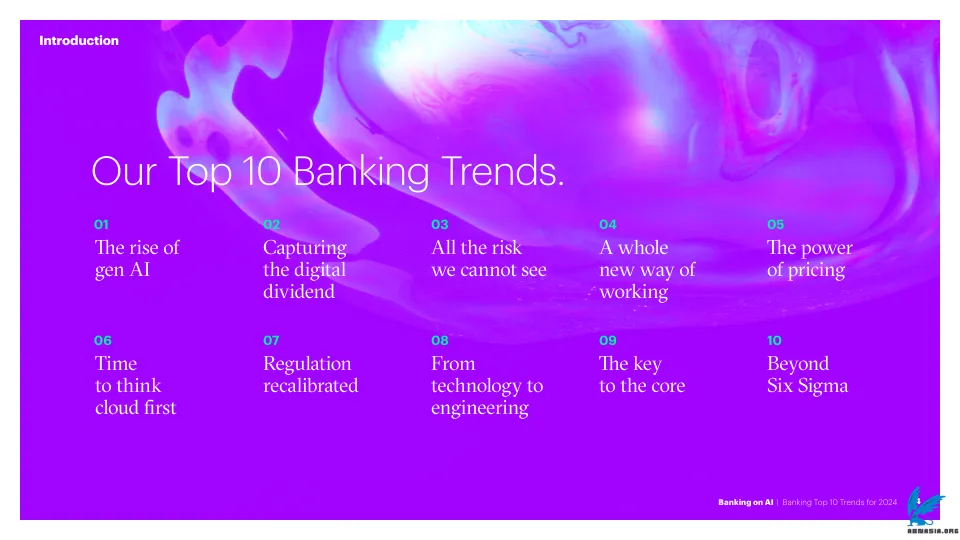 Introduction
Our Top 10 Banking Trends.
01
The rise of
gen AI
02
Capturing
the digital
dividend
03
All the risk
we cannot see
04
A whole
new way of
working
05
The power
of pricing
06
Time
to think
cloud first
07
Regulation
recalibrated
08
From
technology to
engineering
09
The key
to the core
10
Beyond
Six Sigma
Banking on AI | Banking Top 10 Trends for 2024
ABNASIA.ORG